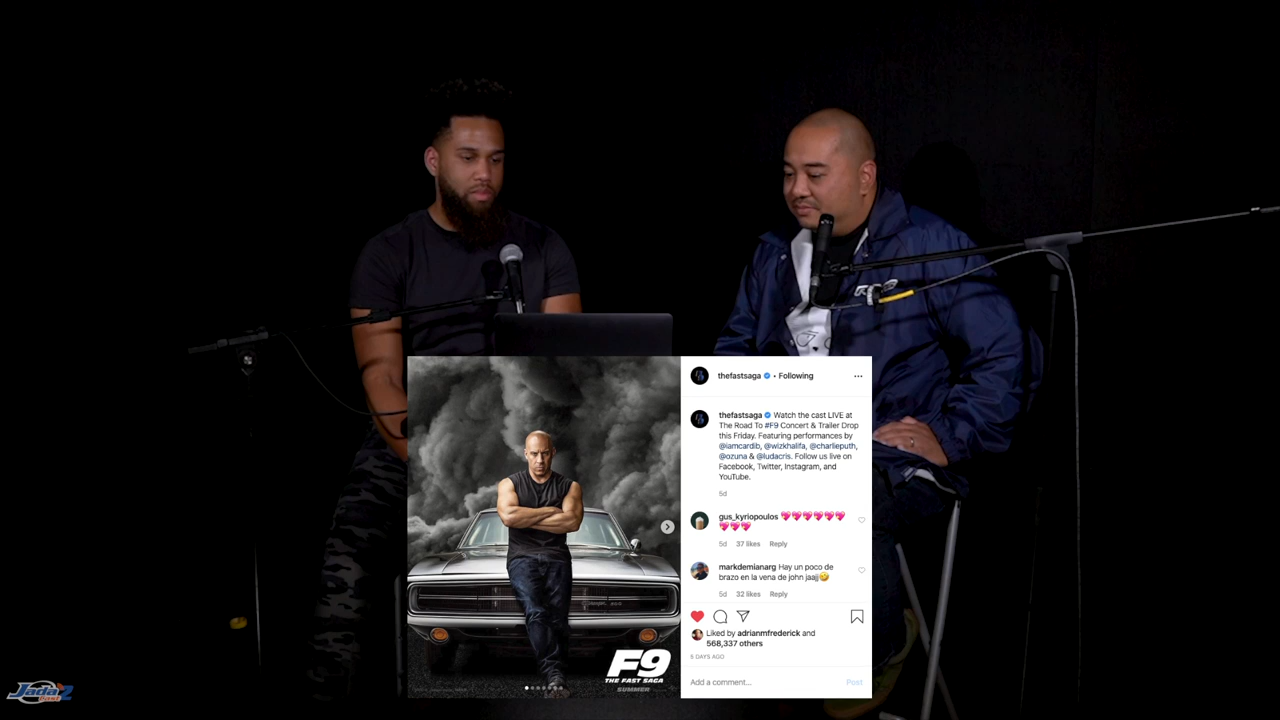 thefastsaga • Following
thefastsaga Watch the cast LIVE at
The Road To #F9 Concert & Trailer Drop
this Friday. Featuring performances by
@iamcardib, @wizkhalifa, @charlieputh,
@ozuna & @ludacris. Follow us live on
Facebook, Twitter, Instagram, and
YouTube.
5d
gus_kyriopoulos 💖💖💖💖💖💖
💖💖💖
5d 37 likes Reply
markdemianarg Hay un poco de
brazo en la vena de john jaajj🤣
5d 32 likes Reply
Liked by adrianmfrederick and
568,337 others
5 DAYS AGO
Add a comment... Post
F9
THE FAST SAGA
SUMMER
Jada